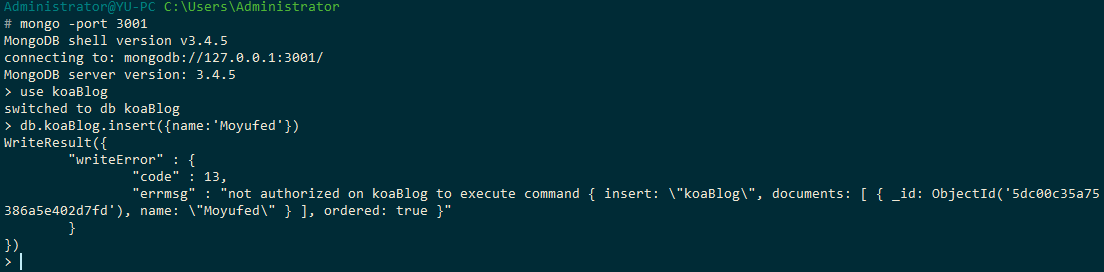 Administrator@YU-PC C:\Users\Administrator
# mongo -port 3001
MongoDB shell version v3.4.5
connecting to: mongodb://127.0.0.1:3001/
MongoDB server version: 3.4.5
> use koaBlog
switched to db koaBlog
> db.koaBlog.insert({name:'Moyufed'})
WriteResult({
        "writeError" : {
                "code" : 13,
                "errmsg" : "not authorized on koaBlog to execute command { insert: \"koaBlog\", documents: [ { _id: ObjectId('5dc00c35a75
386a5e402d7fd'), name: \"Moyufed\" } ], ordered: true }"
        }
})
>